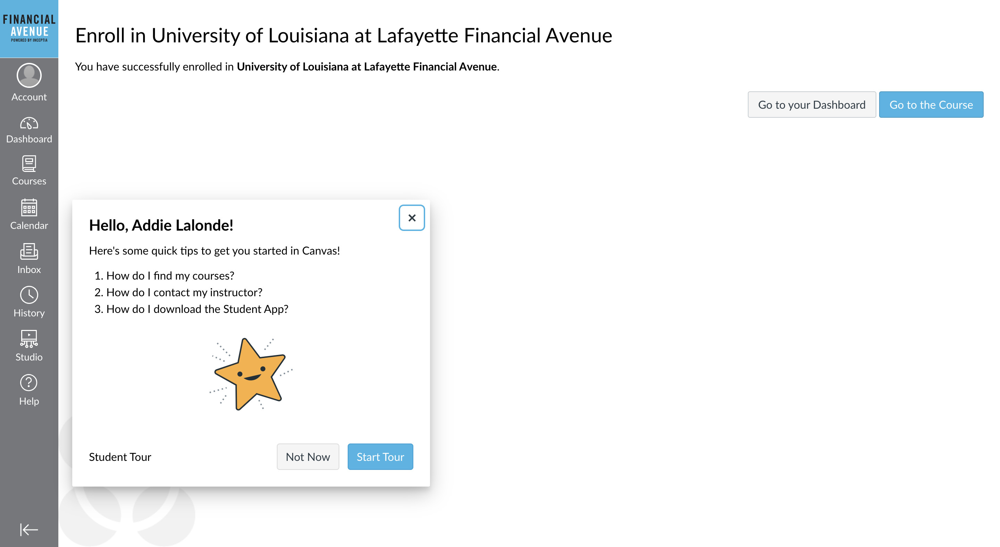 FINANCIAL
AVENUE
POWERED BY INCEPTIA
Account
Dashboard
Courses
Calendar
Inbox
History
Studio
Help
Enroll in University of Louisiana at Lafayette Financial Avenue
You have successfully enrolled in University of Louisiana at Lafayette Financial Avenue.
Go to your Dashboard
Go to the Course
Hello, Addie Lalonde!
Here's some quick tips to get you started in Canvas!
1. How do I find my courses?
2. How do I contact my instructor?
3. How do I download the Student App?
Student Tour
Not Now
Start Tour